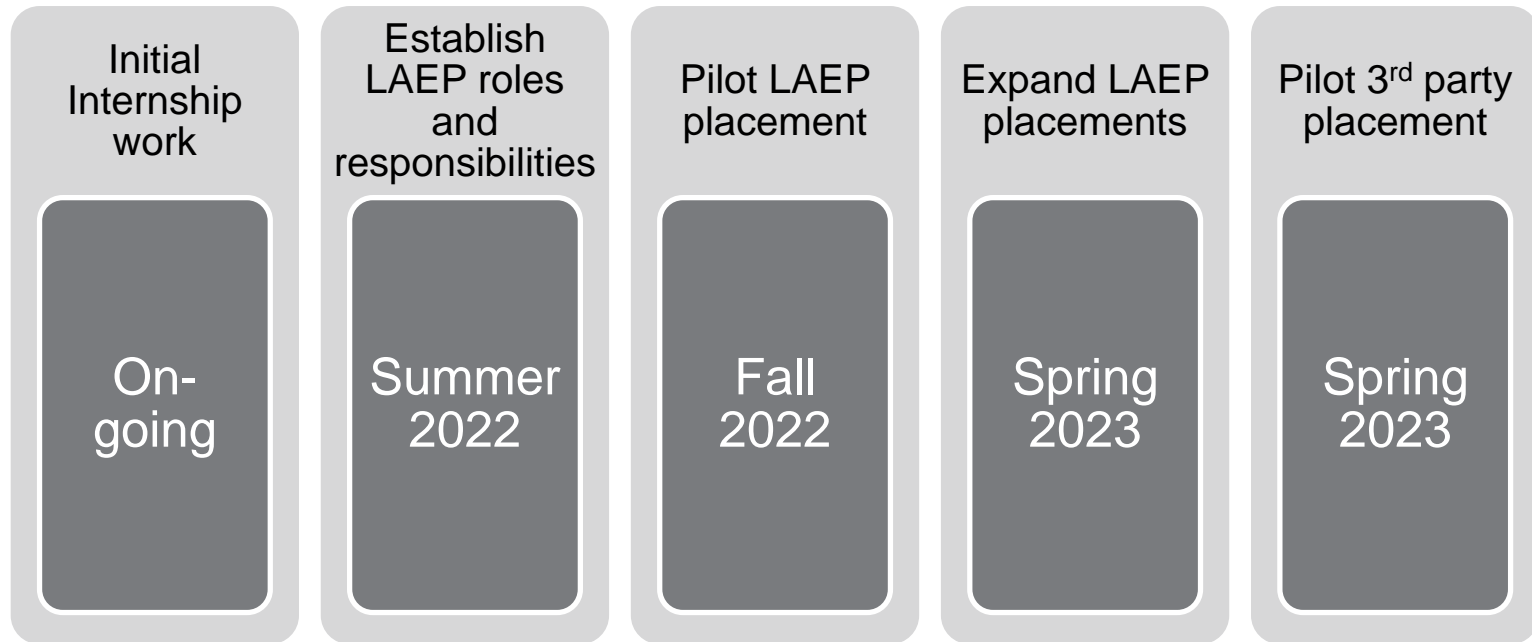 Initial
Internship
work
On-
going
Establish
LAEP roles
and
responsibilities
Summer
2022
Pilot LAEP
placement
Fall
2022
Expand LAEP
placements
Spring
2023
Pilot 3rd party
placement
Spring
2023